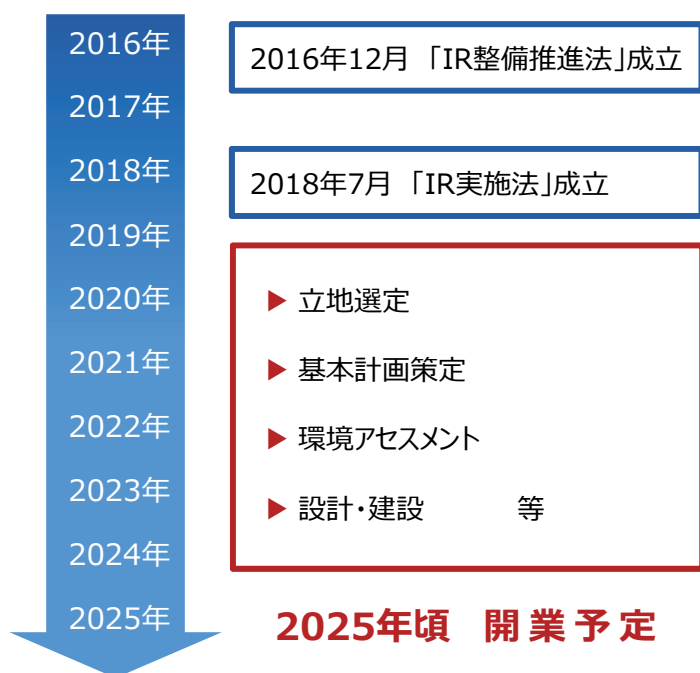 2016年
2016年12月 「IR整備推進法」成立
2017年
2018年
2018年7月 「IR実施法」成立
2019年
2020年
▶ 立地選定
2021年
▶ 基本計画策定
2022年
▶ 環境アセスメント
2023年
▶ 設計・建設 等
2024年
2025年
2025年頃 開業予定